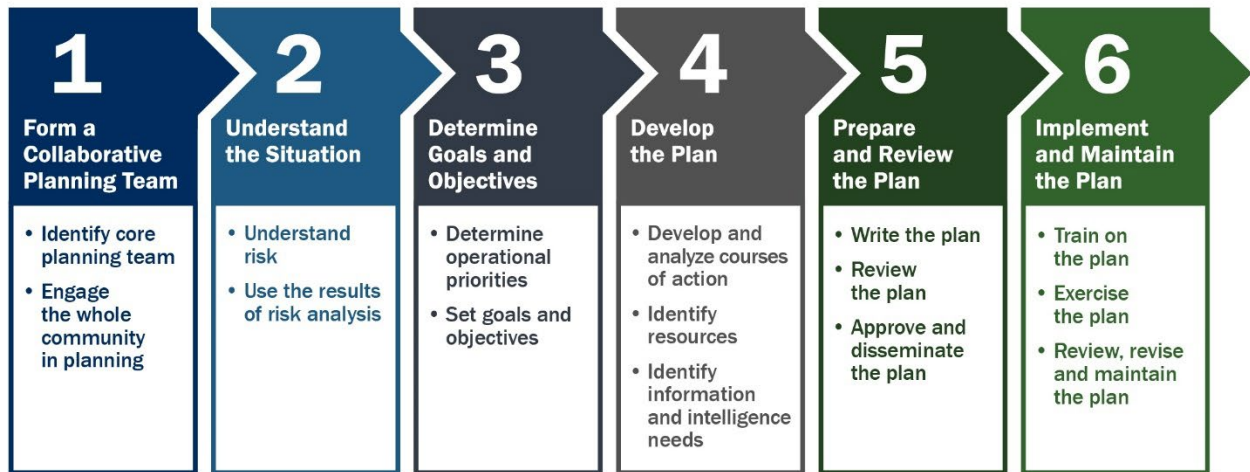 1
Form a
Collaborative
Planning Team
• Identify core
planning team
• Engage
the whole
community
in planning
2
Understand
the Situation
• Understand
risk
• Use the results
of risk analysis
3
Determine
Goals and
Objectives
• Determine
operational
priorities
• Set goals and
objectives
4
Develop
the Plan
• Develop and
analyze courses
of action
• Identify
resources
• Identify
information
and intelligence
needs
5
Prepare
and Review
the Plan
• Write the plan
• Review
the plan
• Approve and
disseminate
the plan
6
Implement
and Maintain
the Plan
• Train on
the plan
• Exercise
the plan
• Review, revise
and maintain
the plan